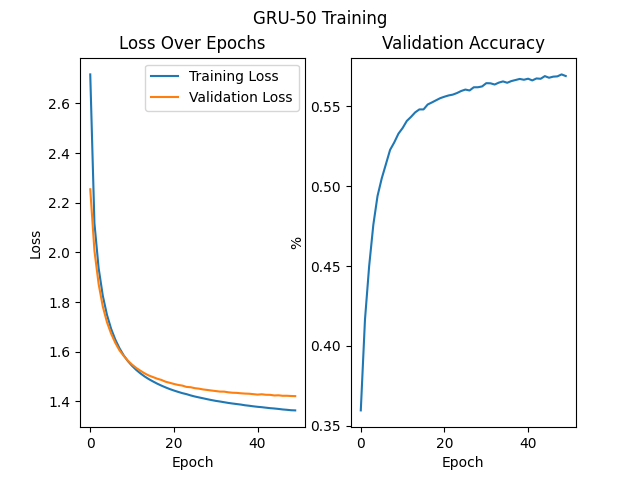 GRU-50 Training
Loss Over Epochs
Training Loss
Validation Loss
2.6
2.4
2.2
2.0
1.8
1.6
1.4
Loss
0
20
40
Epoch
Validation Accuracy
0.55
0.50
0.45
0.40
0.35
%
0
20
40
Epoch